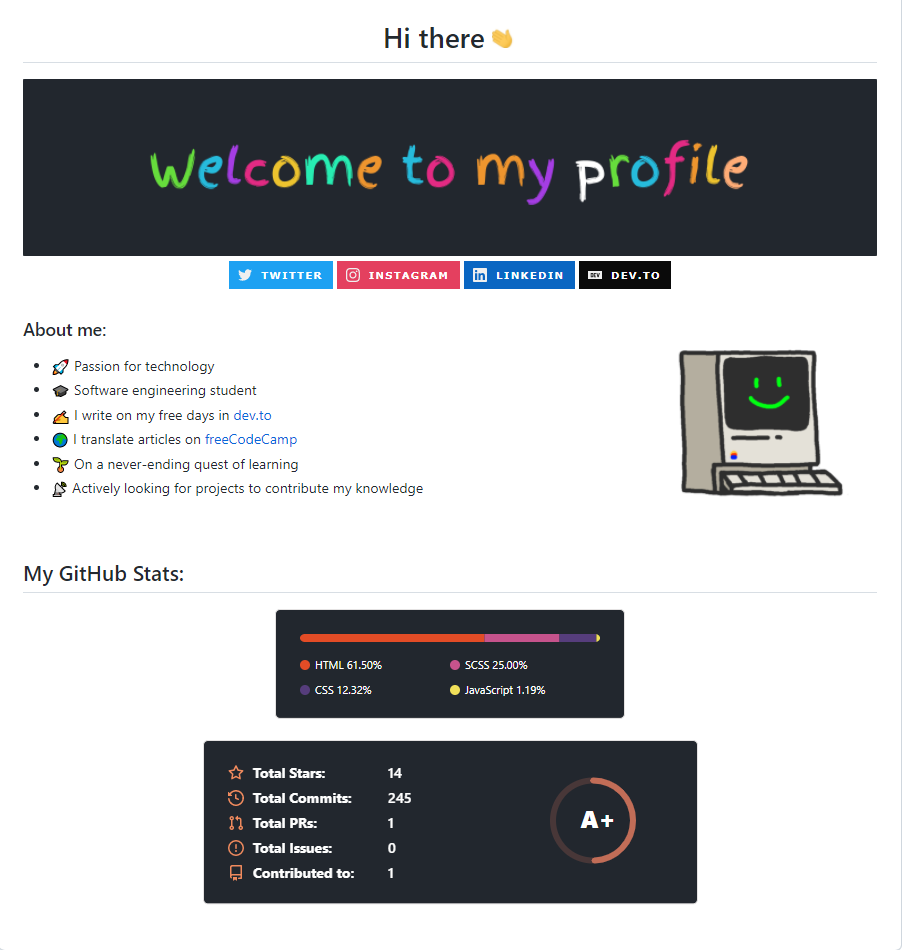 Hi there 👋
Welcome to my profile
TWITTER INSTAGRAM LINKEDIN DEV DEV.TO
About me:
🚀 Passion for technology
🎓 Software engineering student
✍ I write on my free days in dev.to
🌍 I translate articles on freeCodeCamp
🌱 On a never-ending quest of learning
📡 Actively looking for projects to contribute my knowledge
My GitHub Stats:
HTML 61.50% SCSS 25.00%
CSS 12.32% JavaScript 1.19%
Total Stars: 14
Total Commits: 245
Total PRs: 1
Total Issues: 0
Contributed to: 1
A+